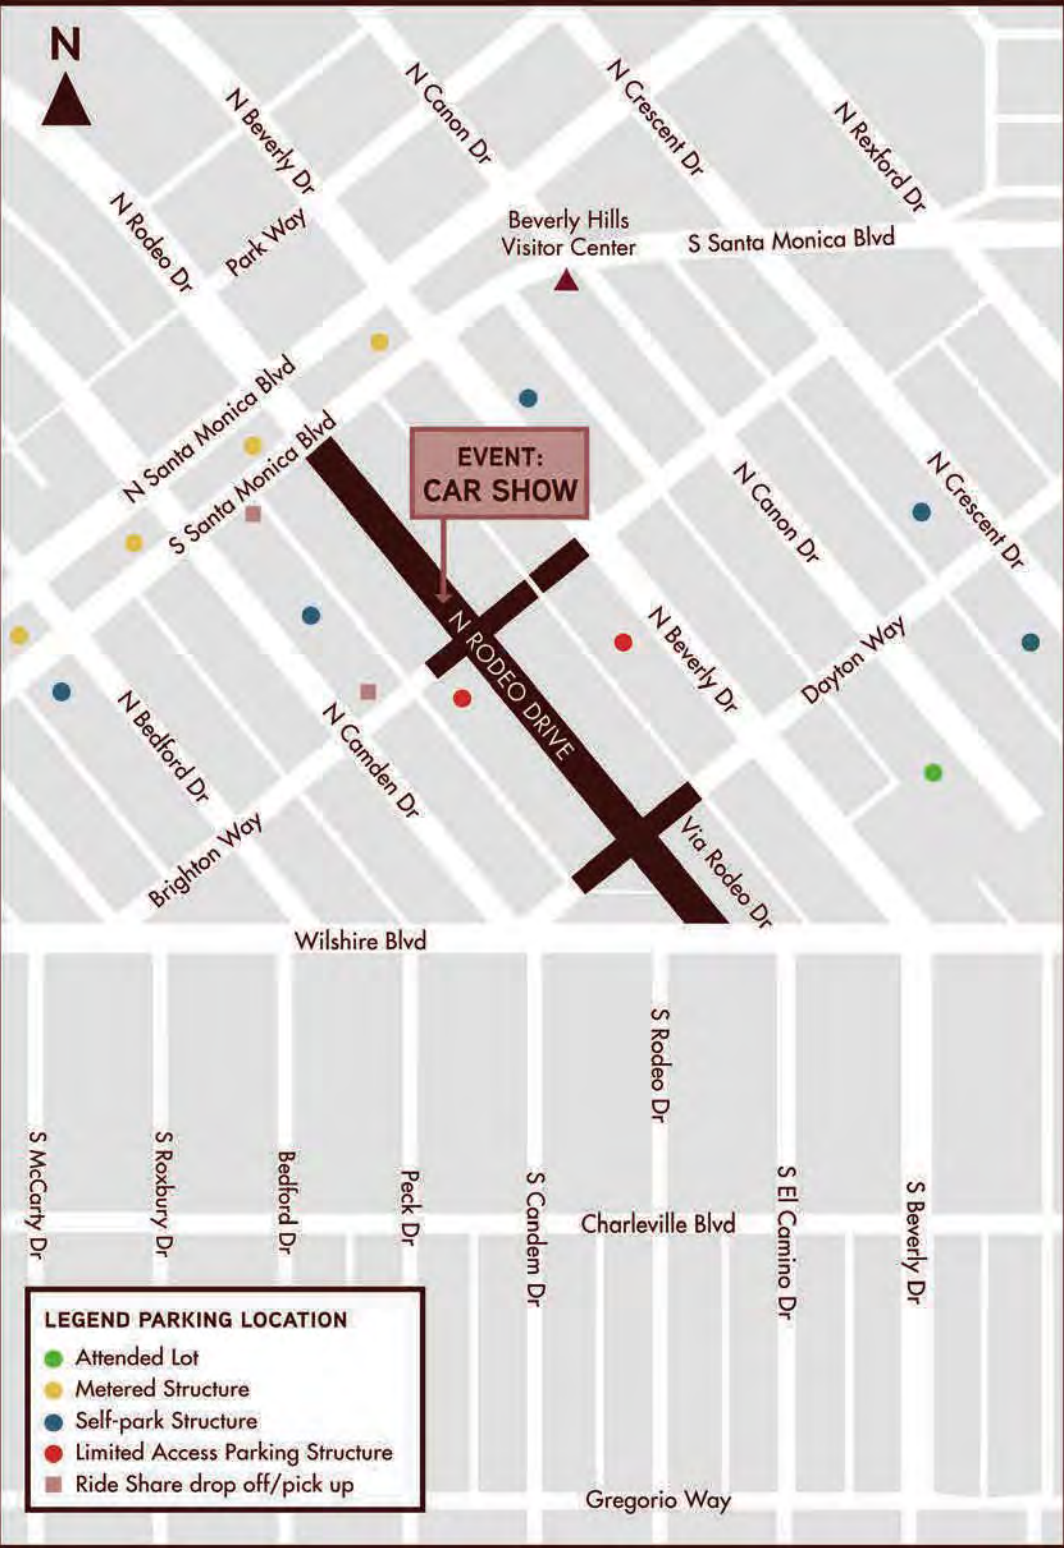 N
N Beverly Dr
N Canon Dr
N Crescent Dr
N Rexford Dr
N Rodeo Dr
Park Way
Beverly Hills
Visitor Center
S Santa Monica Blvd
N Santa Monica Blvd
S Santa Monica Blvd
EVENT:
CAR SHOW
N Canon Dr
N Crescent Dr
N RODEO DRIVE
N Beverly Dr
Dayton Way
N Bedford Dr
N Camden Dr
Brighton Way
Via Rodeo Dr
Wilshire Blvd
S Rodeo Dr
S McCarty Dr
S Roxbury Dr
Bedford Dr
Peck Dr
S Candem Dr
Charleville Blvd
S El Camino Dr
S Beverly Dr
LEGEND PARKING LOCATION
Attended Lot
Metered Structure
Self-park Structure
Limited Access Parking Structure
Ride Share drop off/pick up
Gregorio Way